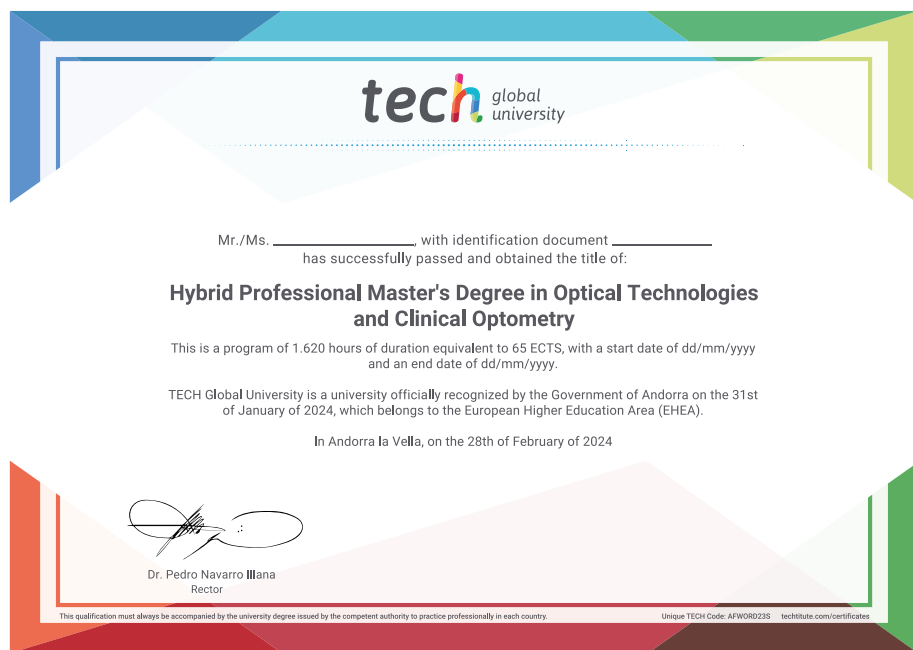 tech global
university
Mr./Ms. ____________, with identification document ____________
has successfully passed and obtained the title of:
Hybrid Professional Master's Degree in Optical Technologies
and Clinical Optometry
This is a program of 1.620 hours of duration equivalent to 65 ECTS, with a start date of dd/mm/yyyy
and an end date of dd/mm/yyyy.
TECH Global University is a university officially recognized by the Government of Andorra on the 31st
of January of 2024, which belongs to the European Higher Education Area (EHEA).
In Andorra la Vella, on the 28th of February of 2024
Dr. Pedro Navarro Illana
Rector
This qualification must always be accompanied by the university degree issued by the competent authority to practice professionally in each country.
Unique TECH Code: AFWORD23S techtitute.com/certificates